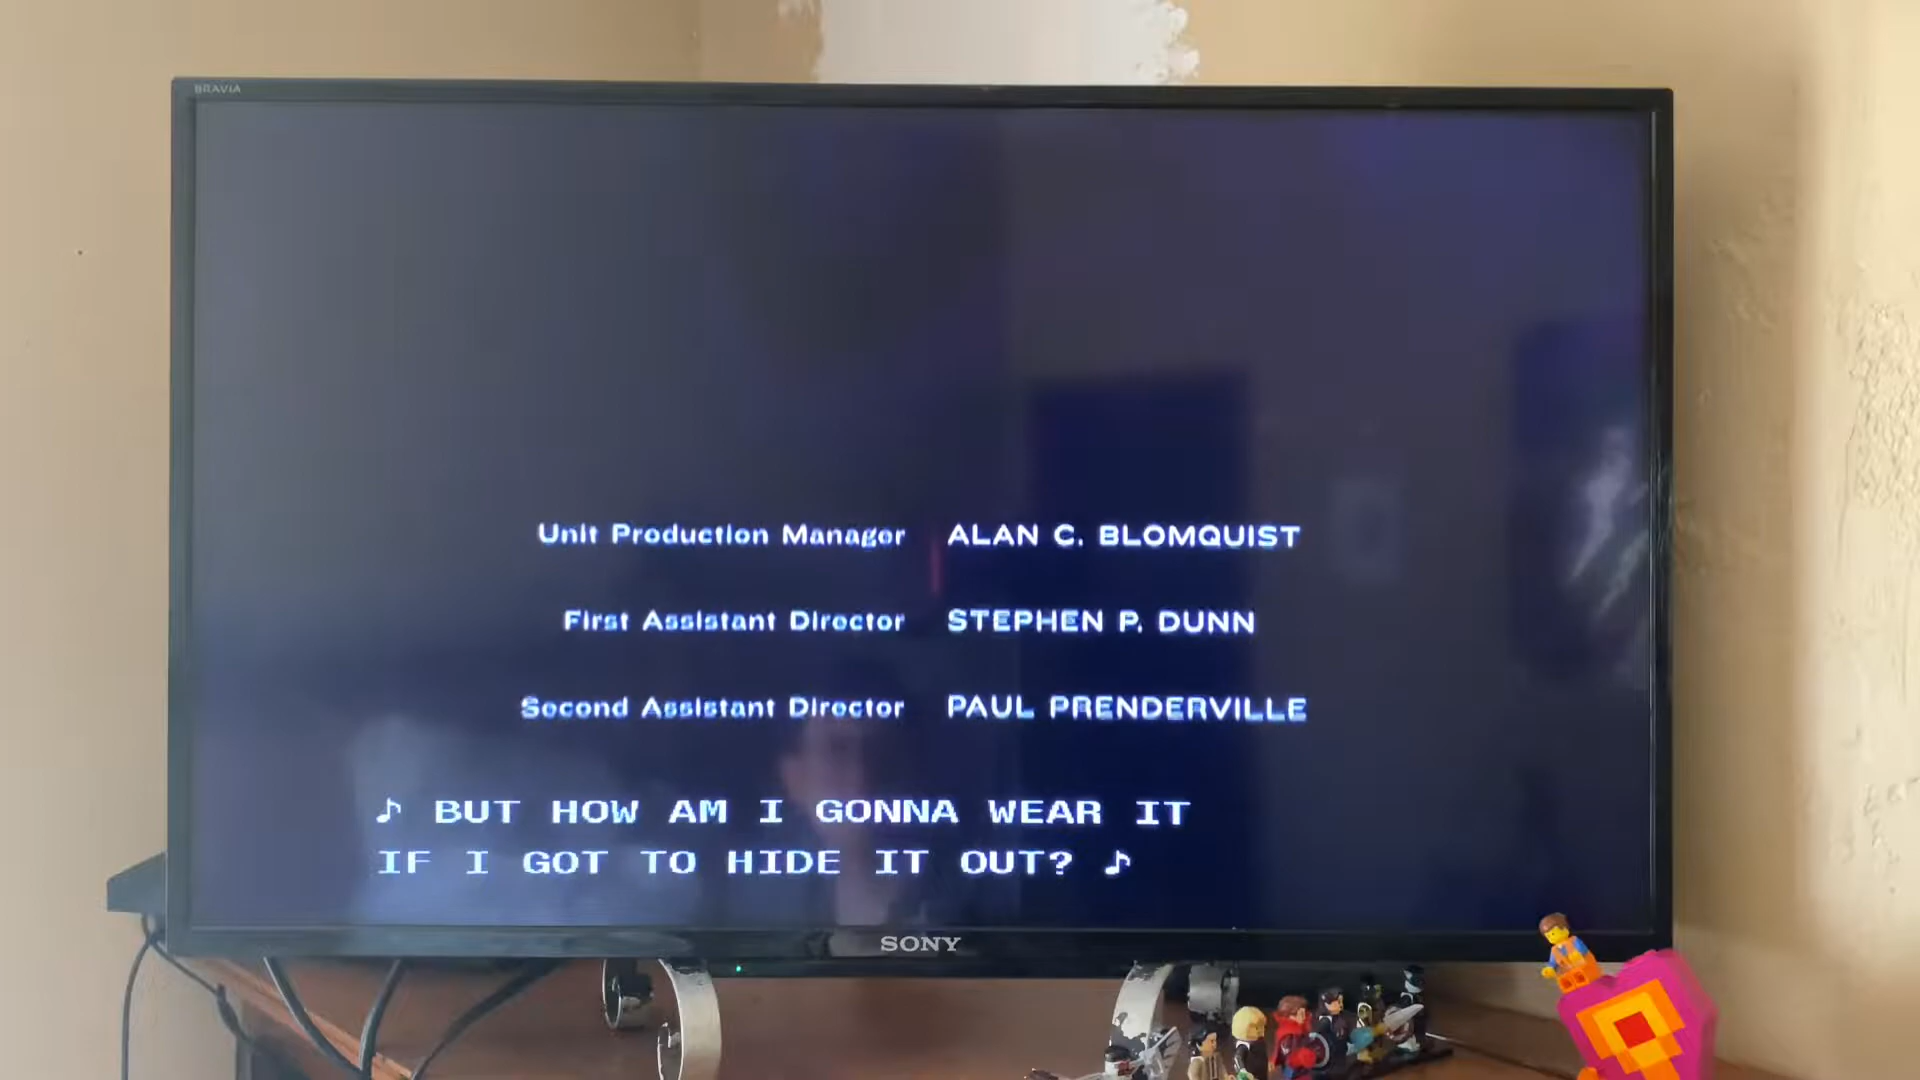 BRAVIA
Unit Production Manager ALAN C. BLOMQUIST
First Assistant Director STEPHEN P. DUNN
Second Assistant Director PAUL PRENDERVILLE
♪ BUT HOW AM I GONNA WEAR IT
IF I GOT TO HIDE IT OUT? ♪
SONY